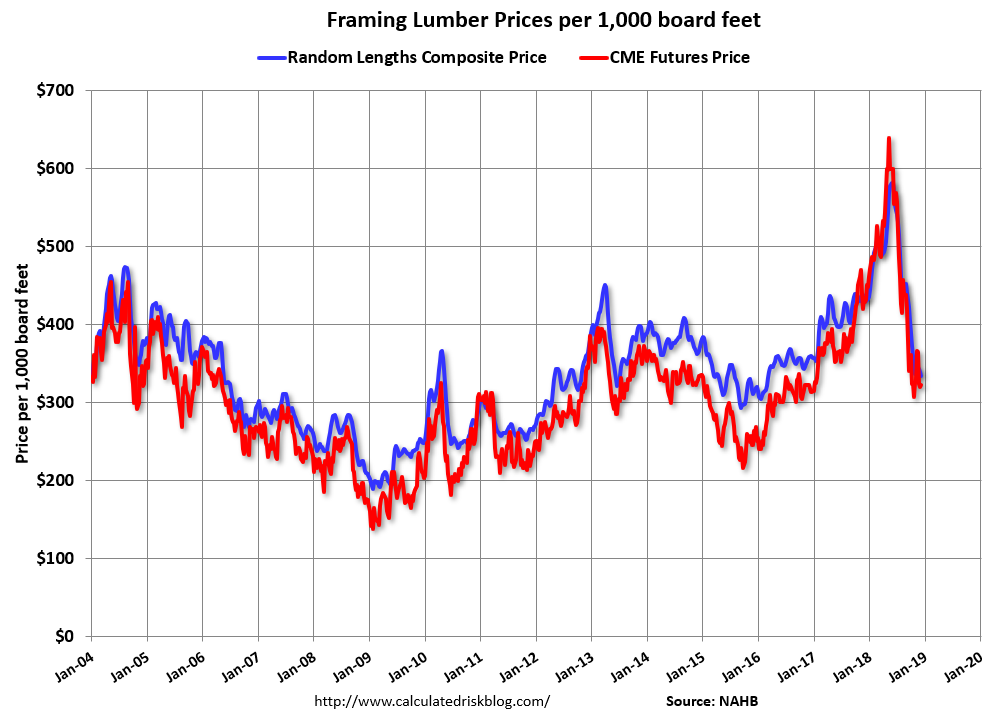 Framing Lumber Prices per 1,000 board feet
Random Lengths Composite Price
CME Futures Price
Price per 1,000 board feet
$700
$600
$500
$400
$300
$200
$100
$0
Jan-04
Jan-05
Jan-06
Jan-07
Jan-08
Jan-09
Jan-10
Jan-11
Jan-12
Jan-13
Jan-14
Jan-15
Jan-16
Jan-17
Jan-18
Jan-19
Jan-20
http://www.calculatedriskblog.com/
Source: NAHB